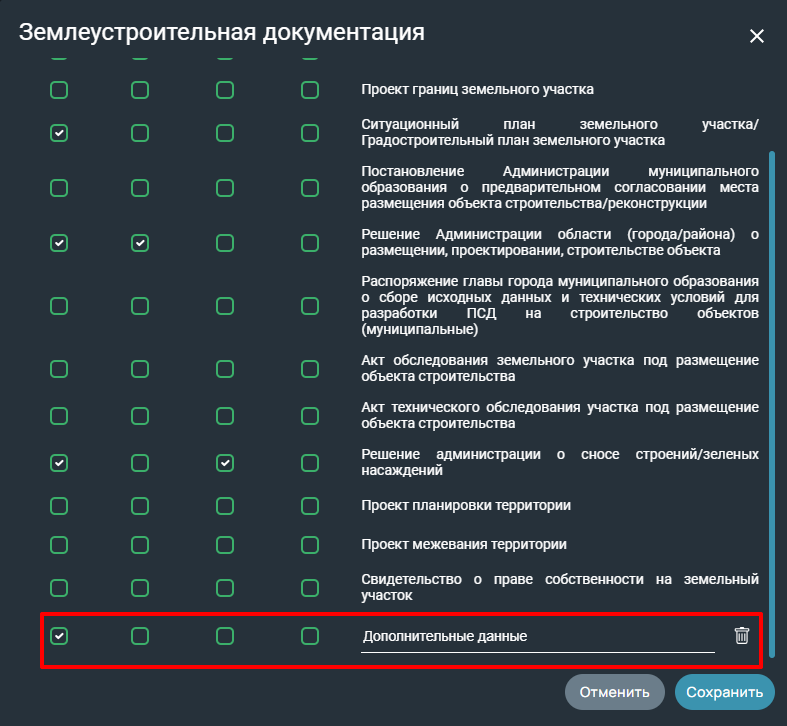 Землеустроительная документация
Проект границ земельного участка
Ситуационный план земельного участка/
Градостроительный план земельного участка
Постановление Администрации муниципального
образования о предварительном согласовании места
размещения объекта строительства/реконструкции
Решение Администрации области (города/района) о
размещении, проектировании, строительстве объекта
Распоряжение главы города муниципального образования
о сборе исходных данных и технических условий для
разработки ПСД на строительство объектов
(муниципальные)
Акт обследования земельного участка под размещение
объекта строительства
Акт технического обследования участка под размещение
объекта строительства
Решение администрации о сносе строений/зеленых
насаждений
Проект планировки территории
Проект межевания территории
Свидетельство о праве собственности на земельный
участок
Дополнительные данные
Отменить
Сохранить